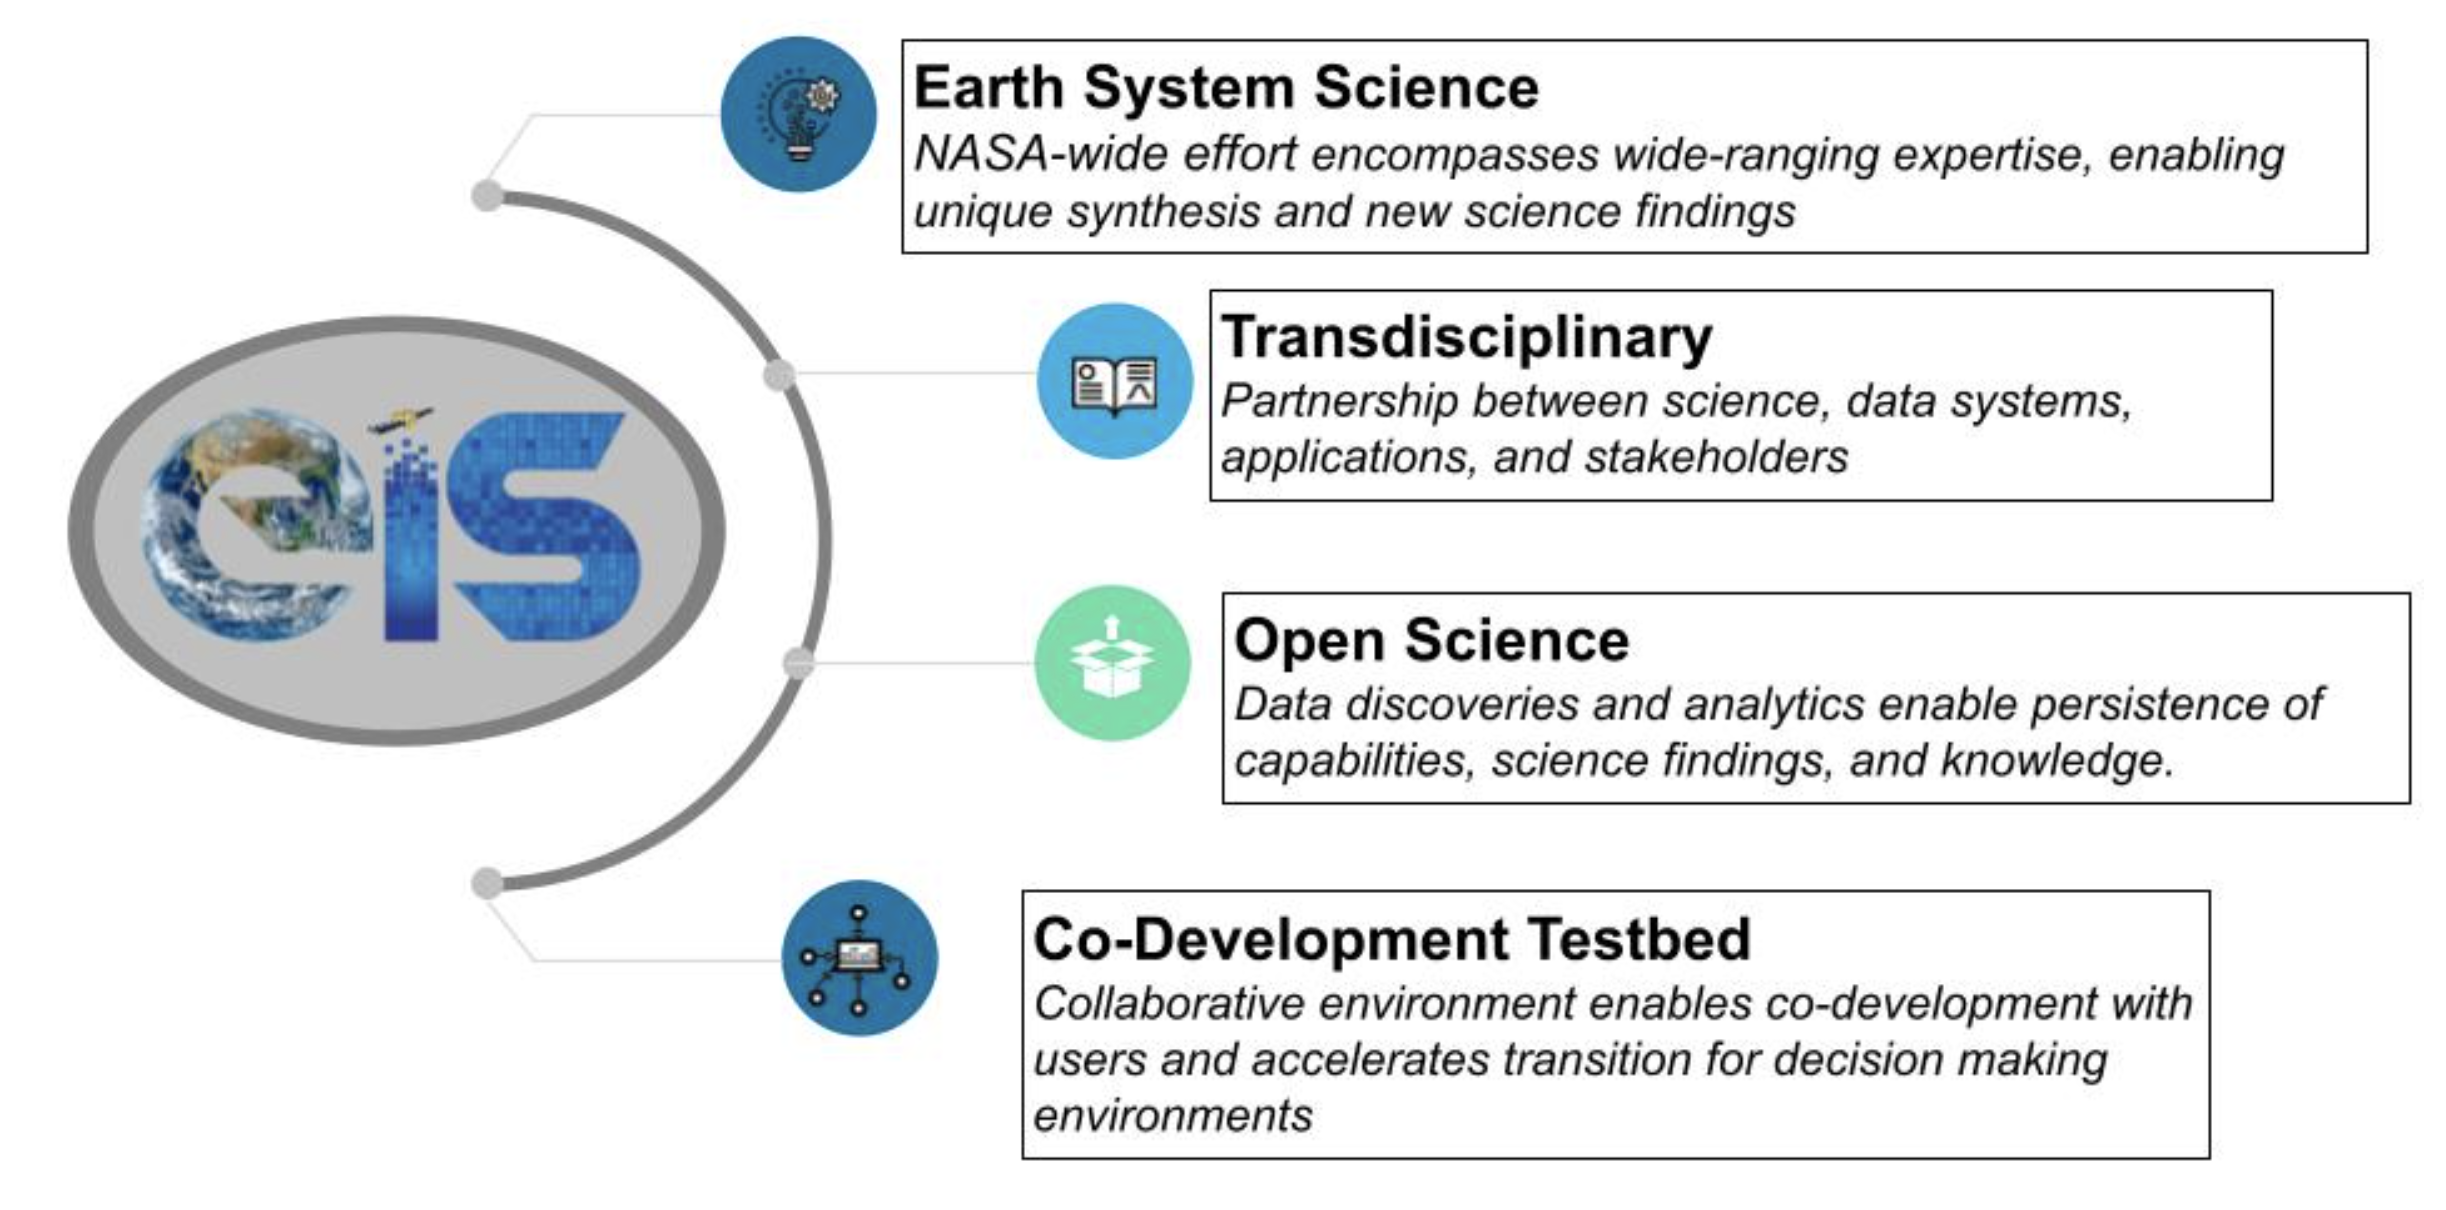 eis
Earth System Science
NASA-wide effort encompasses wide-ranging expertise, enabling
unique synthesis and new science findings
Transdisciplinary
Partnership between science, data systems,
applications, and stakeholders
Open Science
Data discoveries and analytics enable persistence of
capabilities, science findings, and knowledge.
Co-Development Testbed
Collaborative environment enables co-development with
users and accelerates transition for decision making
environments